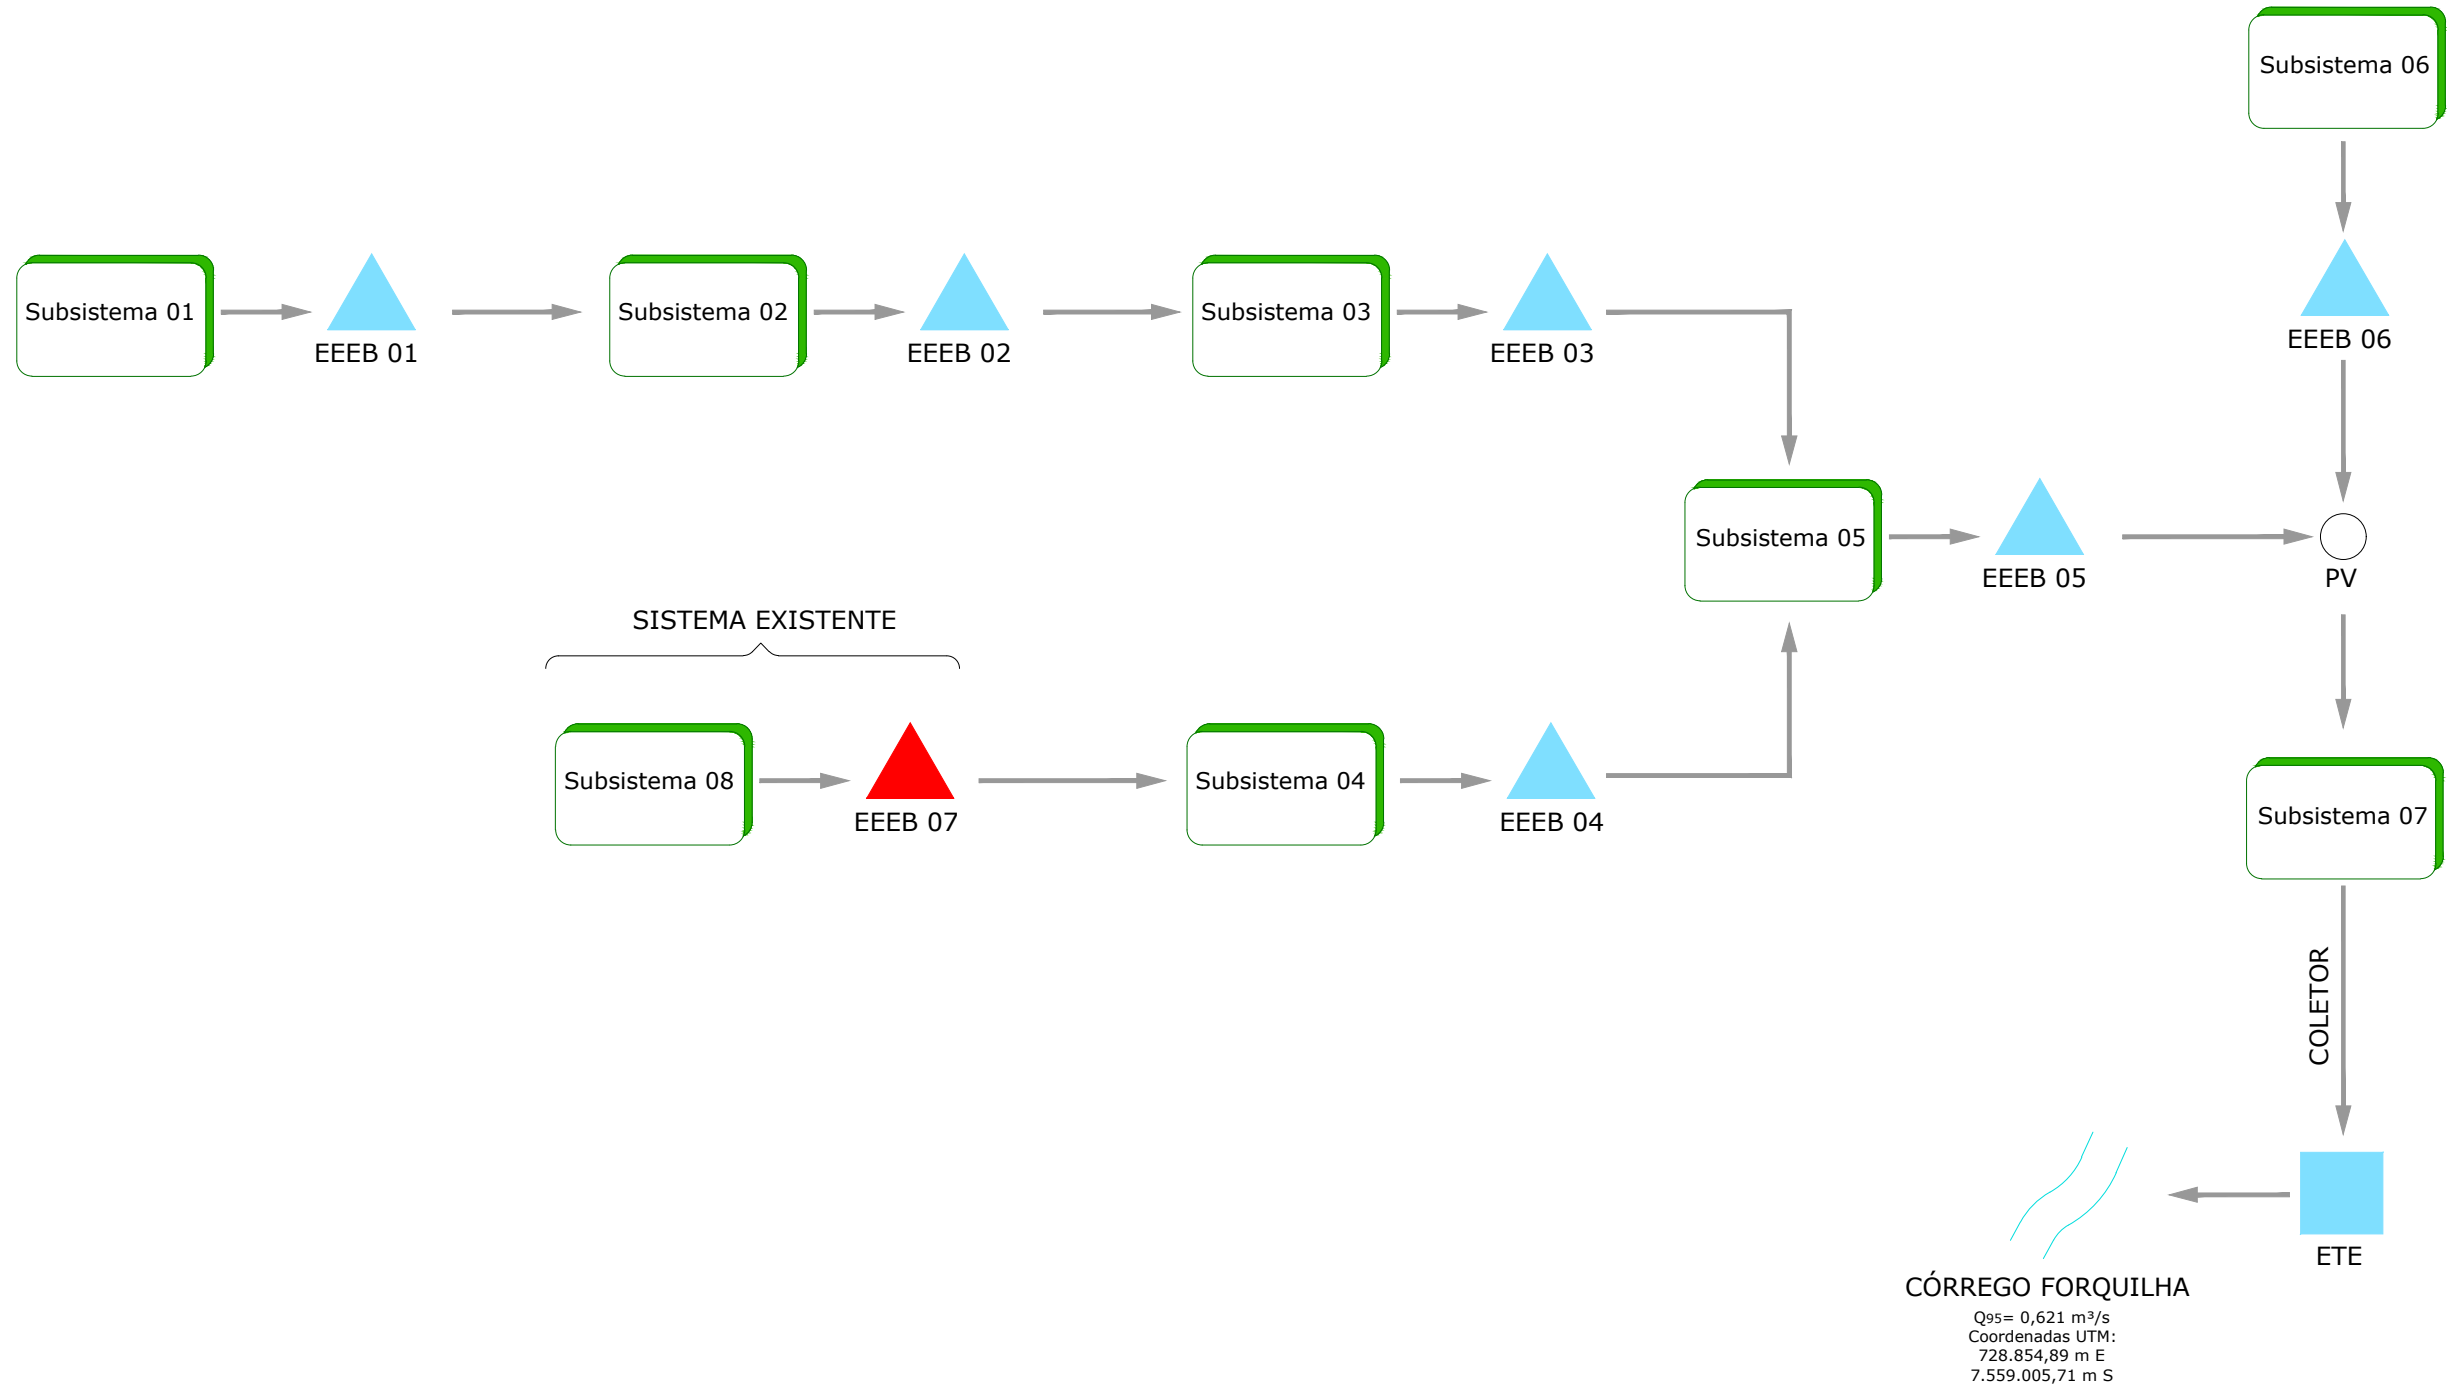 Subsistema 06
Subsistema 01
EEEB 01
Subsistema 02
EEEB 02
Subsistema 03
EEEB 03
EEEB 06
Subsistema 05
EEEB 05
PV
SISTEMA EXISTENTE
Subsistema 08
EEEB 07
Subsistema 04
EEEB 04
Subsistema 07
COLETOR
ETE
CÓRREGO FORQUILHA
Q95= 0,621 m³/s
Coordenadas UTM:
728.854,89 m E
7.559.005,71 m S